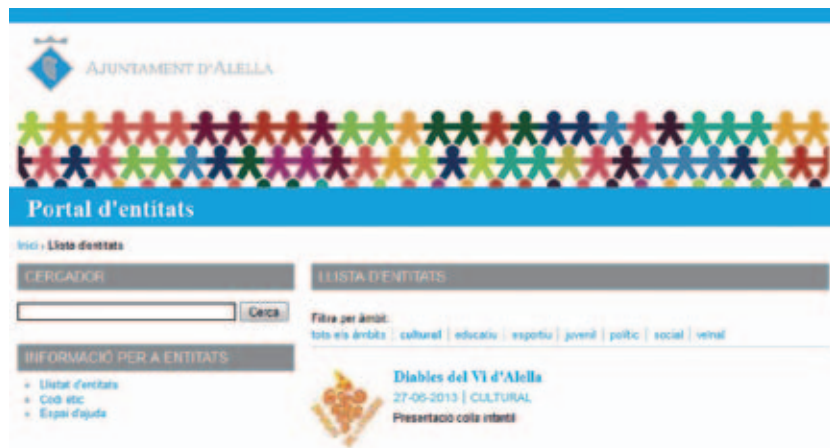 AJUNTAMENT D'ALELLA
Portal d'entitats
Inici › Llista d'entitats
CERCADOR
Cerca
INFORMACIÓ PER A ENTITATS
Llistat d'entitats
Codi ètic
Espai d'ajuda
LLISTA D'ENTITATS
Filtra per àmbit:
tots els àmbits | cultural | educatiu | esportiu | juvenil | polític | social | veïnal
Diables del Vi d'Alella
27-06-2013 | CULTURAL
Presentació colla infantil